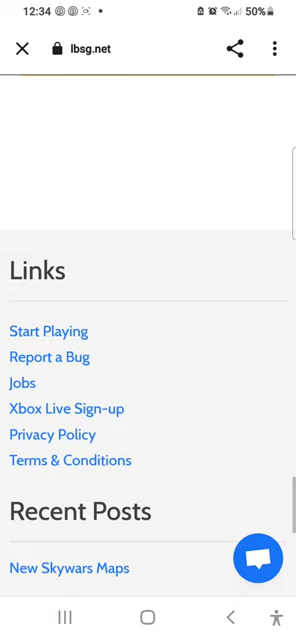 12:34
50%
lbsg.net
Links
Start Playing
Report a Bug
Jobs
Xbox Live Sign-up
Privacy Policy
Terms & Conditions
Recent Posts
New Skywars Maps